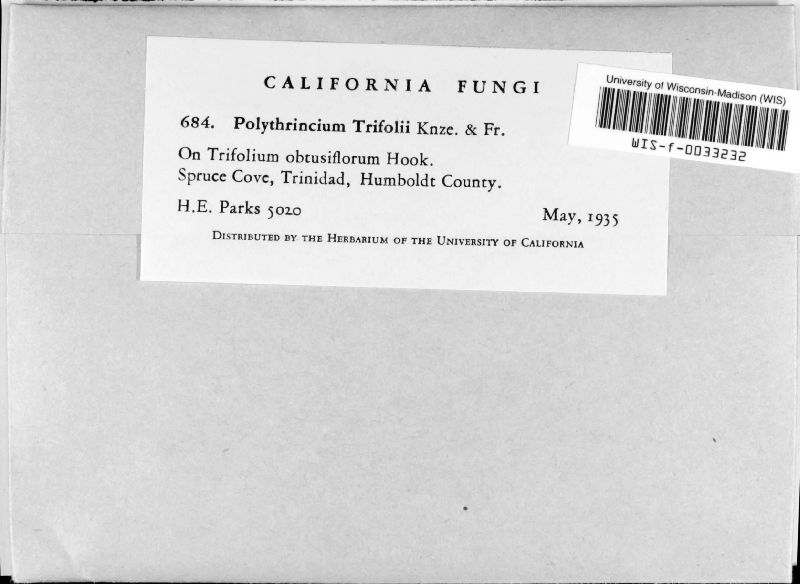 CALIFORNIA FUNGI
University of Wisconsin-Madison (WIS)
WIS-f-0033232
684. Polythrincium Trifolii Knze. & Fr.
On Trifolium obtusiflorum Hook.
Spruce Cove, Trinidad, Humboldt County.
H.E. Parks 5020 May, 1935
Distributed by the Herbarium of the University of California